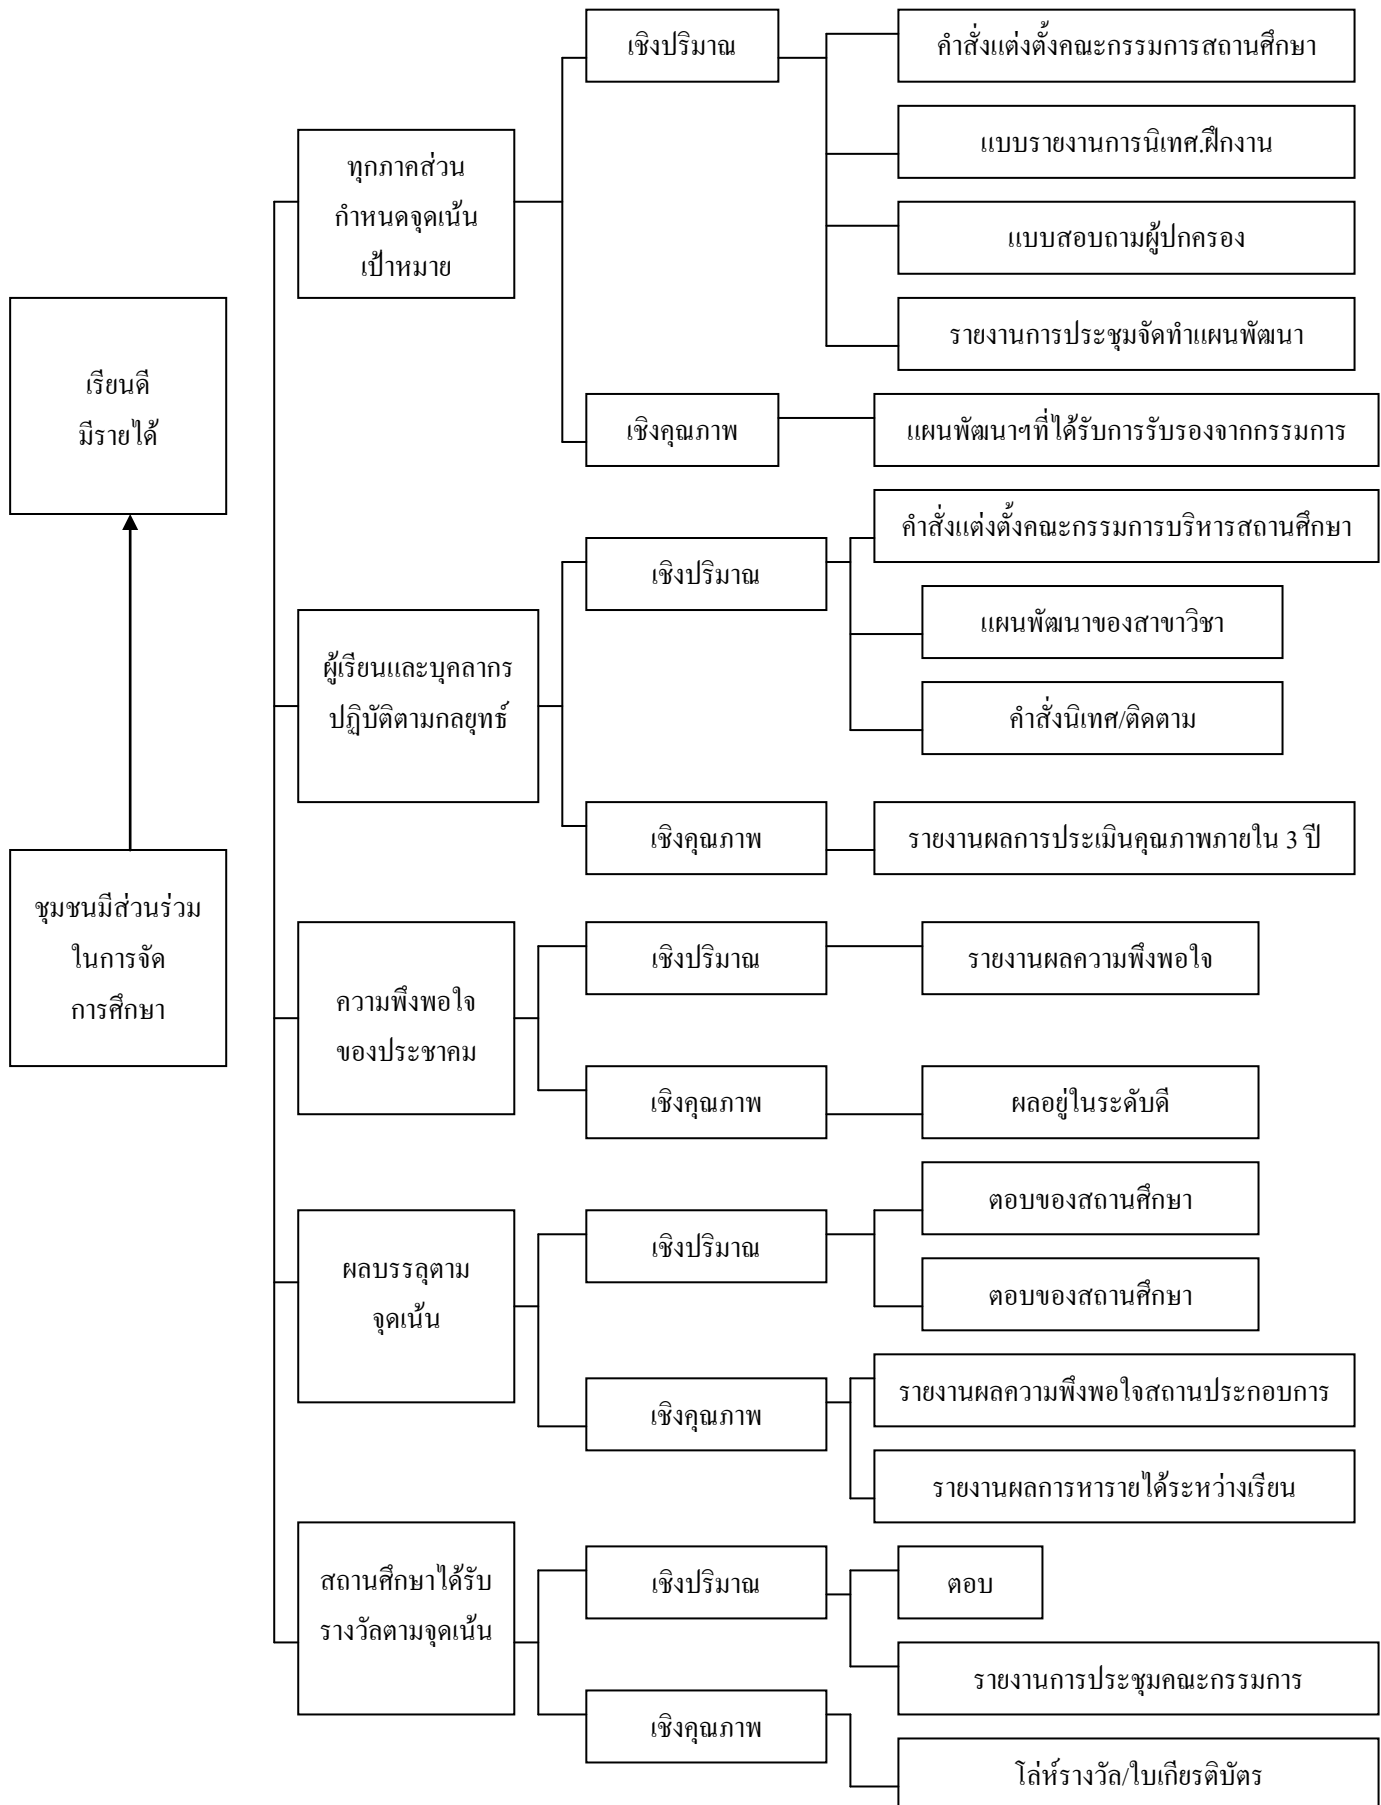 เชิงปริมาณ
คำสั่งแต่งตั้งคณะกรรมการสถานศึกษา
แบบรายงานการนิเทศ.ฝึกงาน
ทุกภาคส่วน
กำหนดจุดเน้น
เป้าหมาย
แบบสอบถามผู้ปกครอง
รายงานการประชุมจัดทำแผนพัฒนา
เรียนดี
มีรายได้
เชิงคุณภาพ
แผนพัฒนาฯที่ได้รับการรับรองจากกรรมการ
คำสั่งแต่งตั้งคณะกรรมการบริหารสถานศึกษา
เชิงปริมาณ
แผนพัฒนาของสาขาวิชา
ผู้เรียนและบุคลากร
ปฏิบัติตามกลยุทธ์
คำสั่งนิเทศ/ติดตาม
เชิงคุณภาพ
รายงานผลการประเมินคุณภาพภายใน 3 ปี
ชุมชนมีส่วนร่วม
ในการจัด
การศึกษา
เชิงปริมาณ
รายงานผลความพึงพอใจ
ความพึงพอใจ
ของประชาคม
เชิงคุณภาพ
ผลอยู่ในระดับดี
ตอบของสถานศึกษา
เชิงปริมาณ
ผลบรรลุตาม
จุดเน้น
ตอบของสถานศึกษา
เชิงคุณภาพ
รายงานผลความพึงพอใจสถานประกอบการ
รายงานผลการหารายได้ระหว่างเรียน
สถานศึกษาได้รับ
รางวัลตามจุดเน้น
เชิงปริมาณ
ตอบ
รายงานการประชุมคณะกรรมการ
เชิงคุณภาพ
โล่ห์รางวัล/ใบเกียรติบัตร